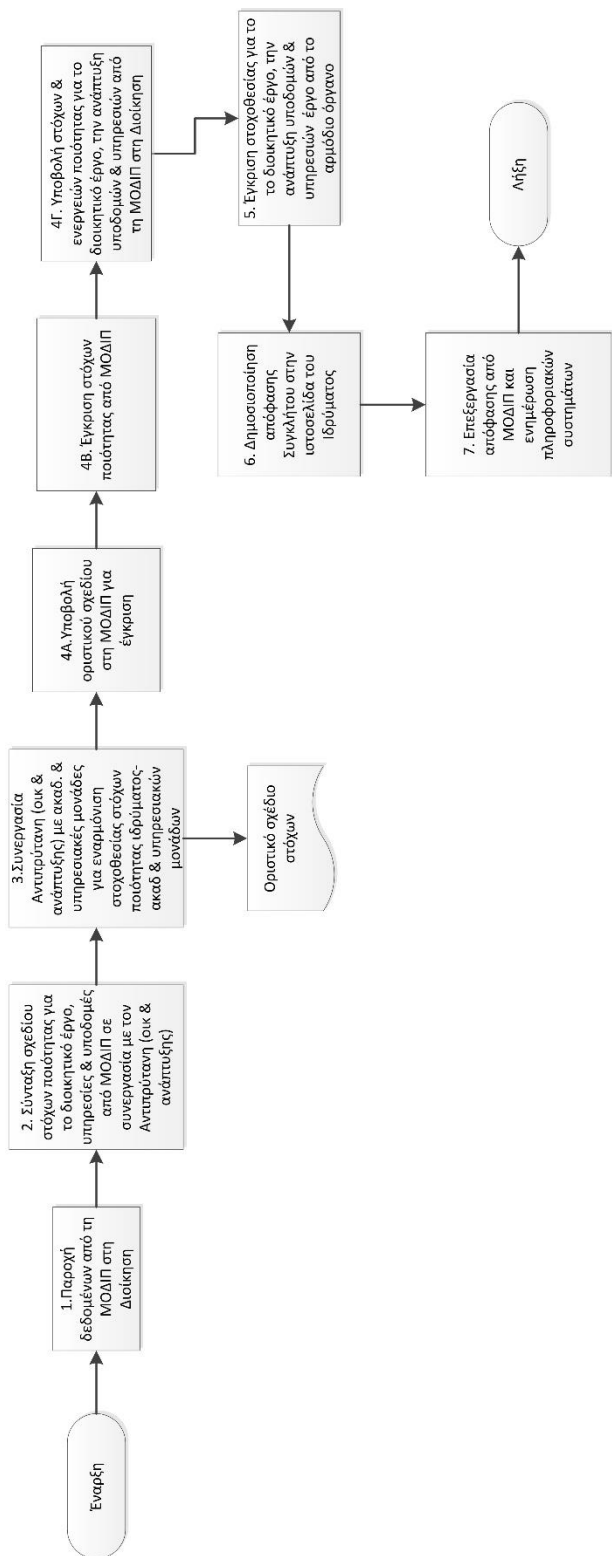 Έναρξη
1.Παροχή
δεδομένων από τη
ΜΟΔΙΠ στη
Διοίκηση
2. Σύνταξη σχεδίου
στόχων ποιότητας για
το διοικητικό έργο,
υπηρεσίες & υποδομές
από ΜΟΔΙΠ σε
συνεργασία με τον
Αντιπρύτανη (οικ &
ανάπτυξης)
3.Συνεργασία
Αντιπρύτανη (οικ &
ανάπτυξης) με ακαδ. &
υπηρεσιακές μονάδες
για εναρμόνιση
στοχοθεσίας στόχων
ποιότητας ιδρύματος-
ακαδ & υπηρεσιακών
μονάδων
Οριστικό σχέδιο
στόχων
4Α.Υποβολή
οριστικού σχεδίου
στη ΜΟΔΙΠ για
έγκριση
4Β. Έγκριση στόχων
ποιότητας από ΜΟΔΙΠ
4Γ. Υποβολή στόχων &
ενεργειών ποιότητας για το
διοικητικό έργο, την ανάπτυξη
υποδομών & υπηρεσιών από
τη ΜΟΔΙΠ στη Διοίκηση
5. Έγκριση στοχοθεσίας για το
το διοικητικό έργο, την
ανάπτυξη υποδομών &
υπηρεσιών  έργο από το
αρμόδιο όργανο
6. Δημοσιοποίηση
απόφασης
Συγκλήτου στην
ιστοσελίδα του
Ιδρύματος
7. Επεξεργασία
απόφασης από
ΜΟΔΙΠ και
ενημέρωση
πληροφοριακών
συστημάτων
Λήξη